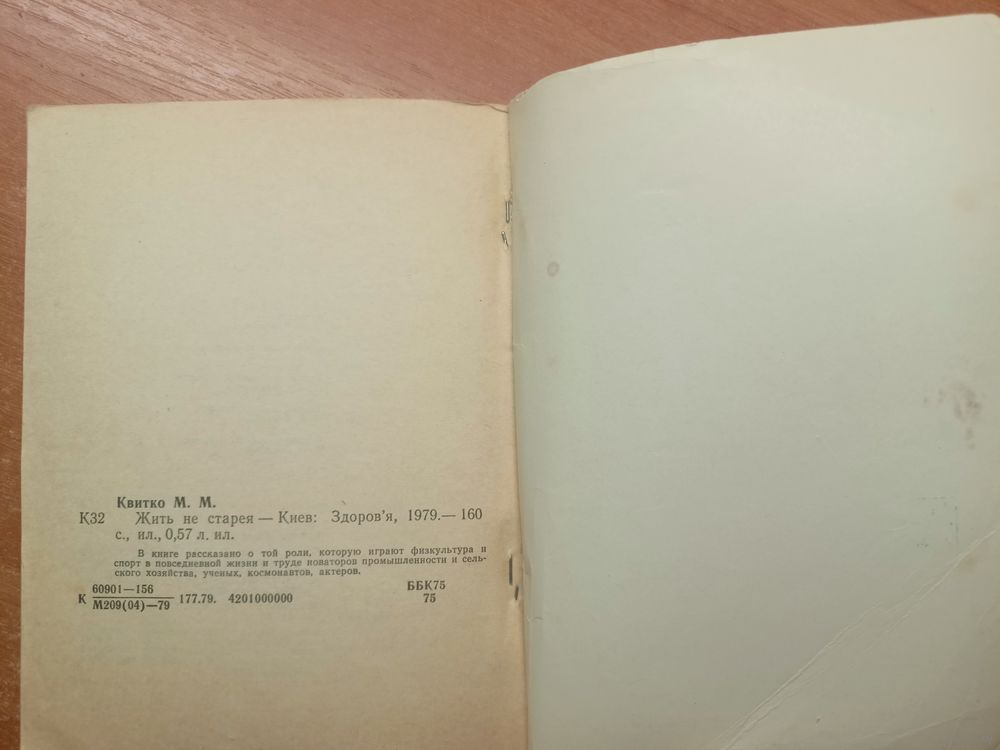 Квитко М. М.
К32 Жить не старея — Киев: Здоров'я, 1979.— 160
с., ил., 0,57 л. ил.
В книге рассказано о той роли, которую играют физкультура и
спорт в повседневной жизни и труде новаторов промышленности и сель-
ского хозяйства, ученых, космонавтов, актеров.
К 60901—156 / М209(04)—79 177.79. 4201000000
ББК75
75